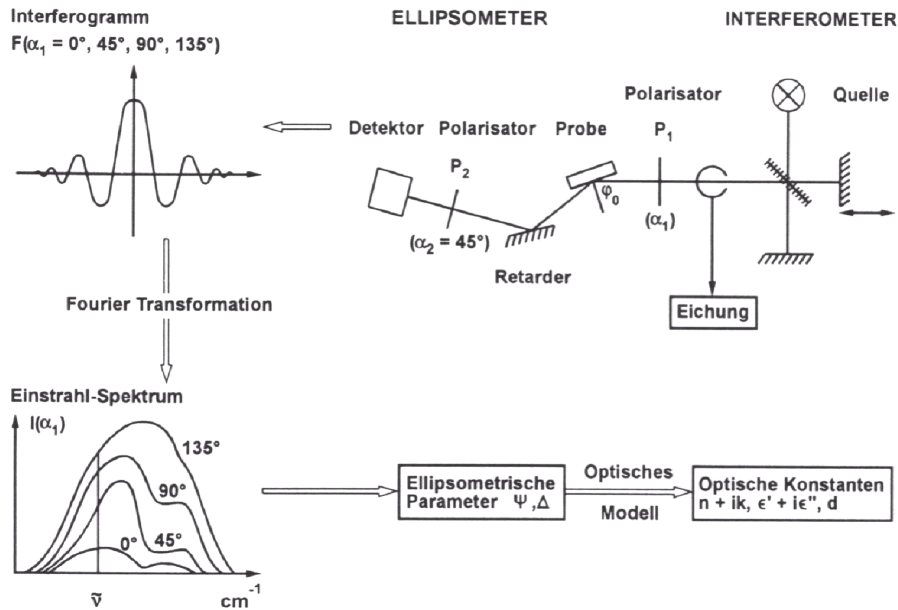 Interferogramm
F(α₁ = 0°, 45°, 90°, 135°)
ELLIPSOMETER
INTERFEROMETER
Polarisator
Quelle
Detektor
Polarisator
Probe
P₁
P₂
φ₀
(α₁)
(α₂ = 45°)
Retarder
Eichung
Fourier Transformation
Einstrahl-Spektrum
I(α₁)
135°
90°
0°
45°
ṽ
cm⁻¹
Ellipsometrische
Parameter Ψ ,Δ
Optisches
Modell
Optische Konstanten
n + ik, ϵ' + iϵ", d